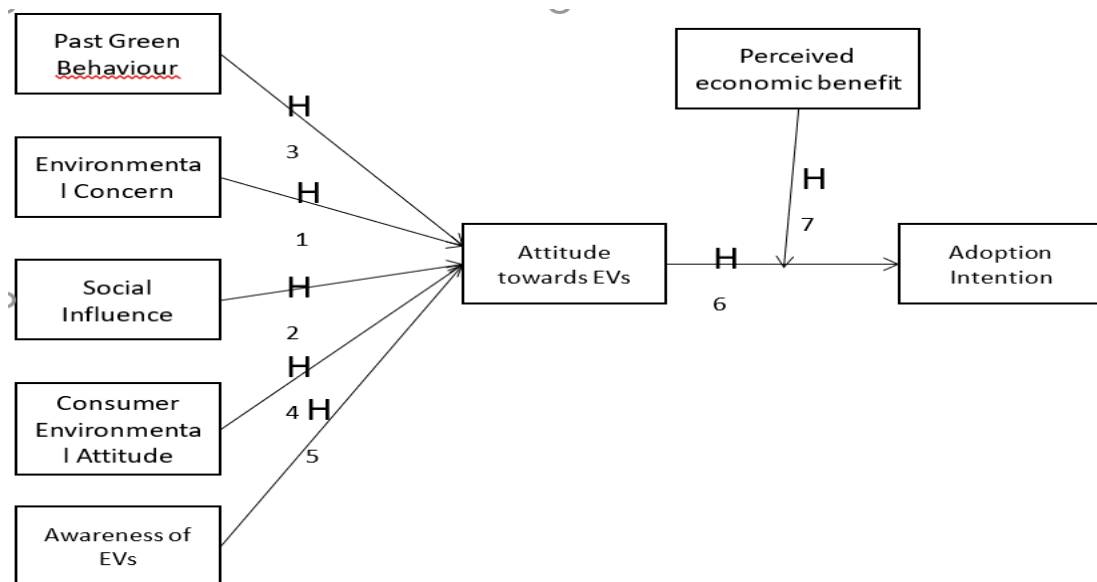 Past Green
Behaviour
H
3
Environmenta
l Concern
H
1
Social
Influence
H
2
Consumer
Environmenta
l Attitude
H
4
Awareness of
EVs
H
5
Attitude
towards EVs
H
6
Perceived
economic benefit
H
7
Adoption
Intention